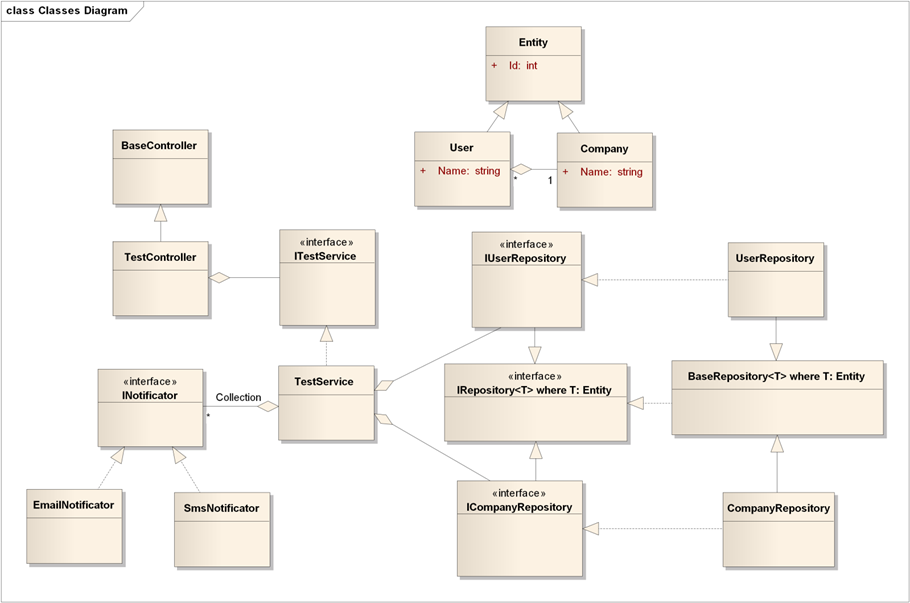 class Classes Diagram
Entity
+ Id: int
User
+ Name: string
Company
+ Name: string
*
1
BaseController
TestController
«interface»
ITestService
«interface»
IUserRepository
UserRepository
«interface»
INotificator
Collection
*
TestService
«interface»
IRepository<T> where T: Entity
BaseRepository<T> where T: Entity
EmailNotificator
SmsNotificator
«interface»
ICompanyRepository
CompanyRepository